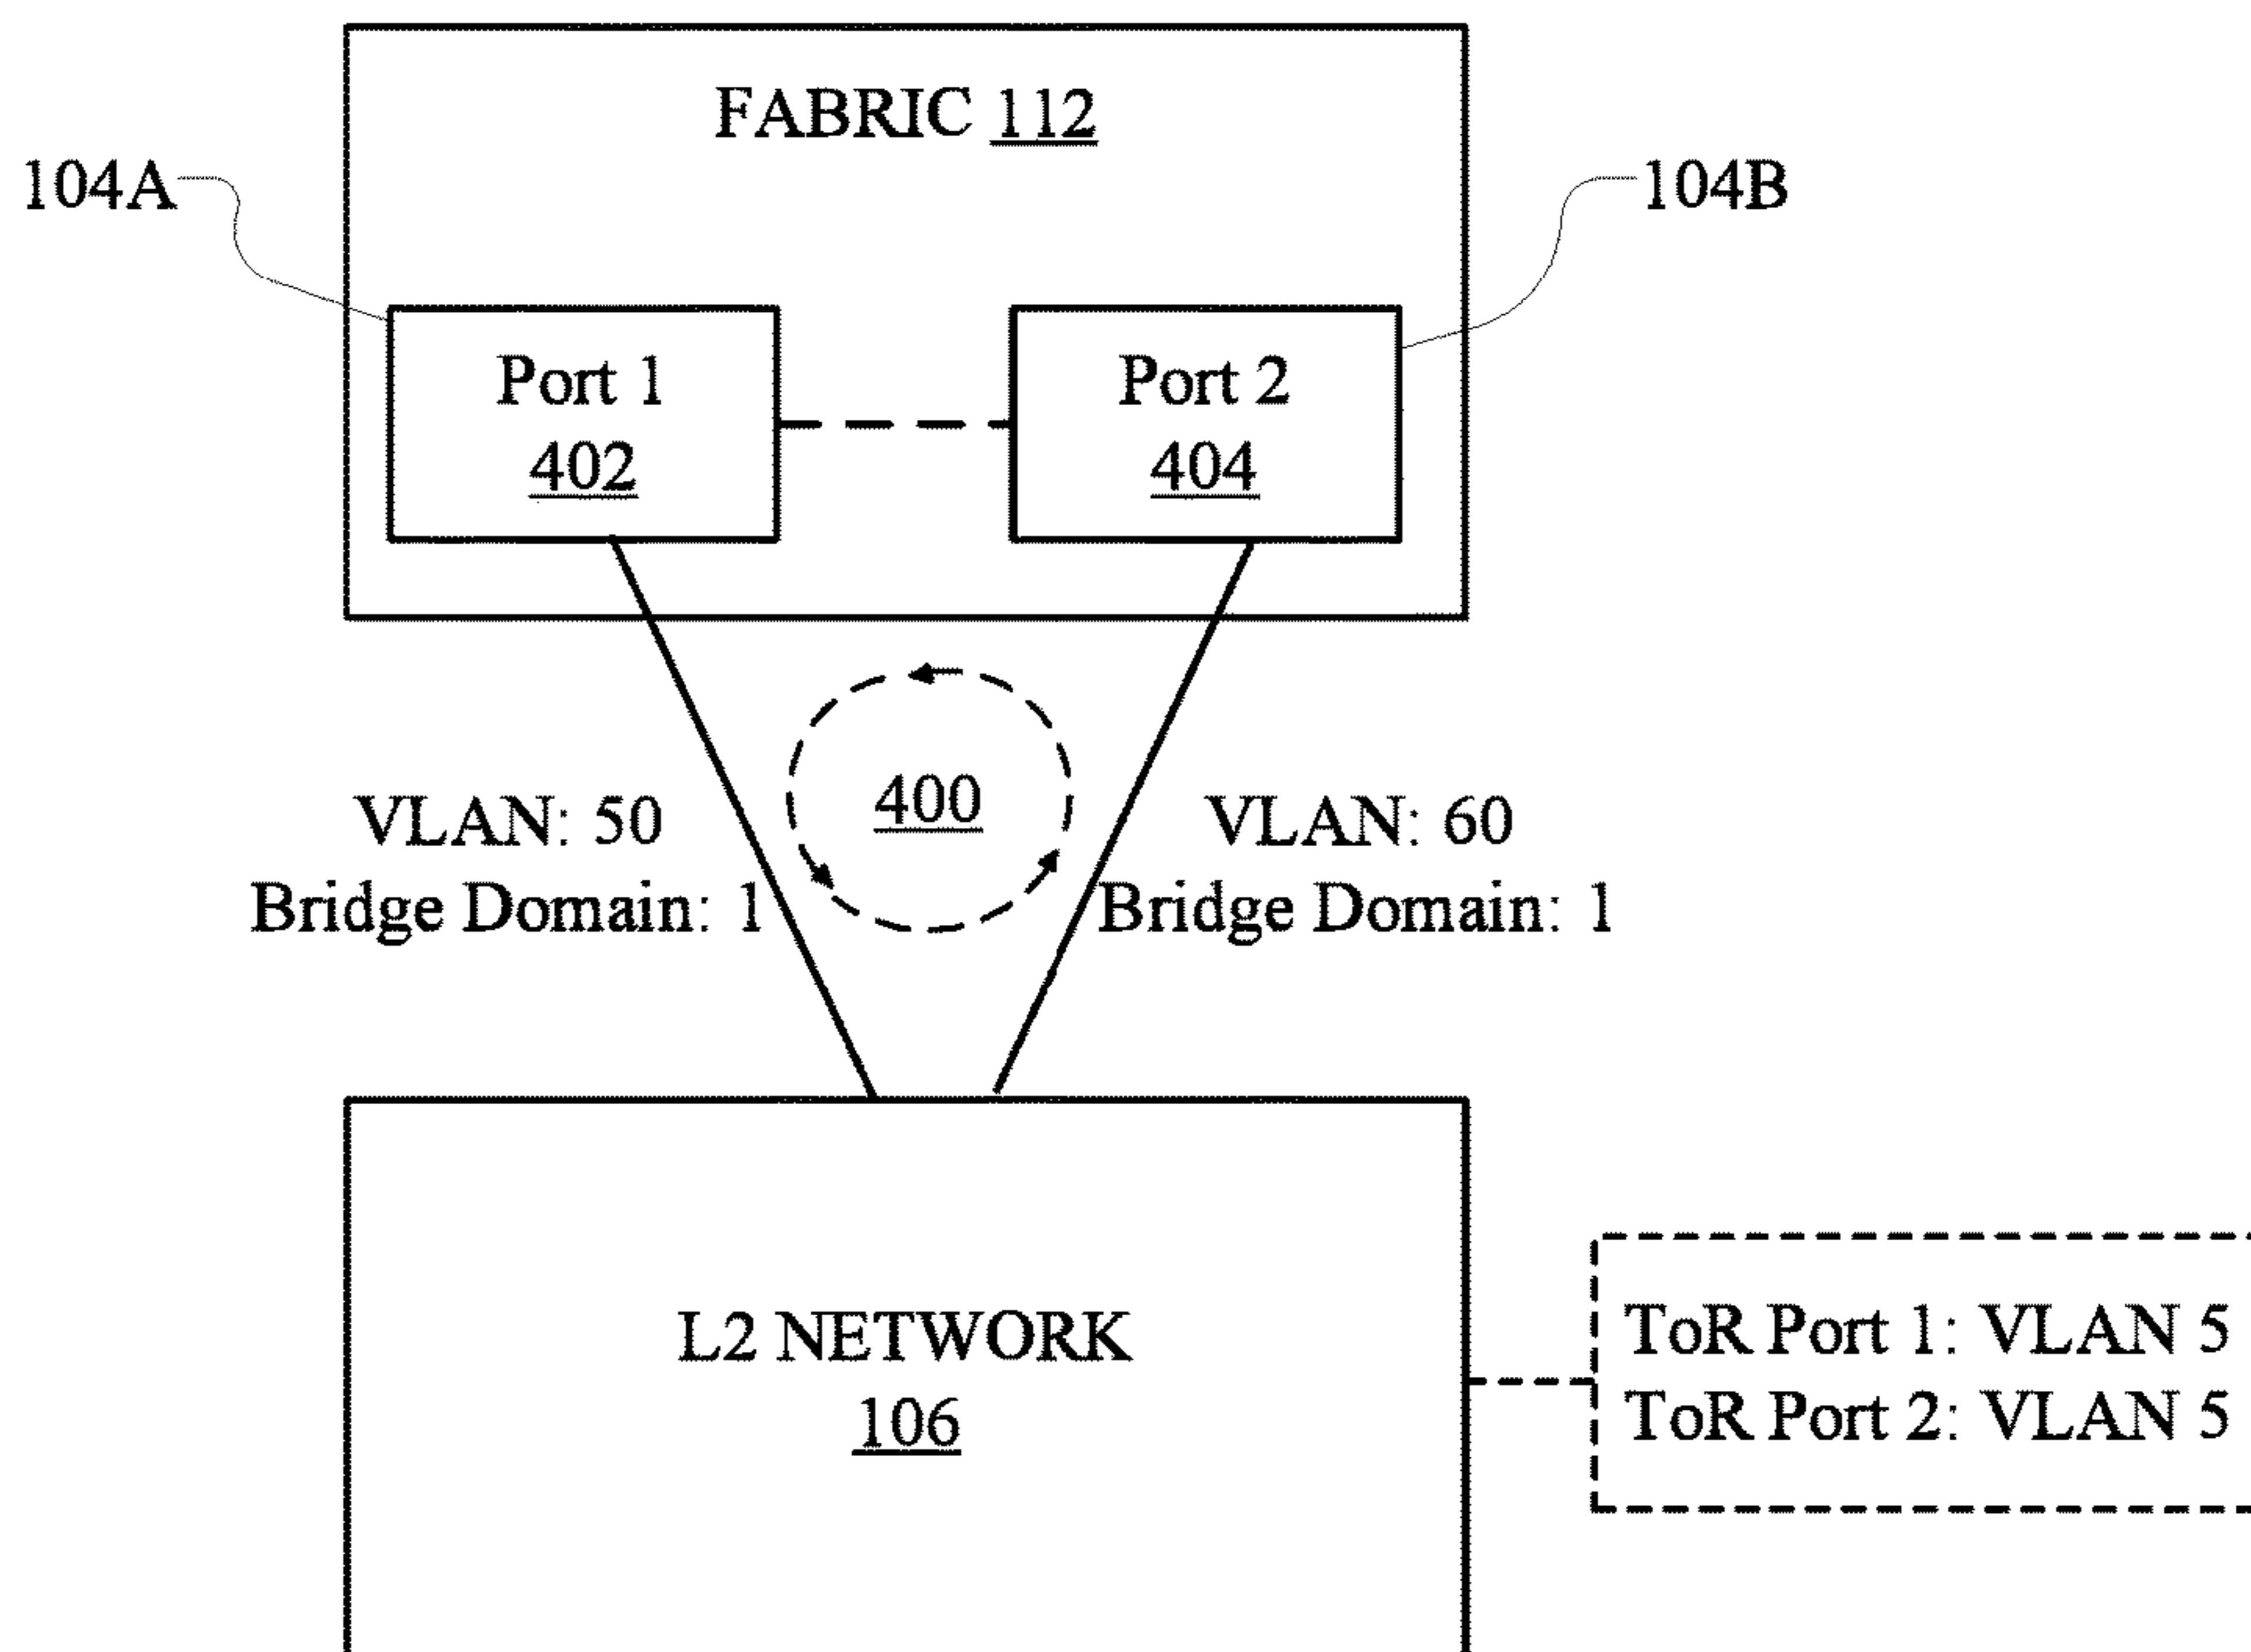 FABRIC 112
104A
104B
Port 1
402
Port 2
404
400
VLAN: 50
Bridge Domain: 1
VLAN: 60
Bridge Domain: 1
L2 NETWORK
106
ToR Port 1: VLAN 5
ToR Port 2: VLAN 5